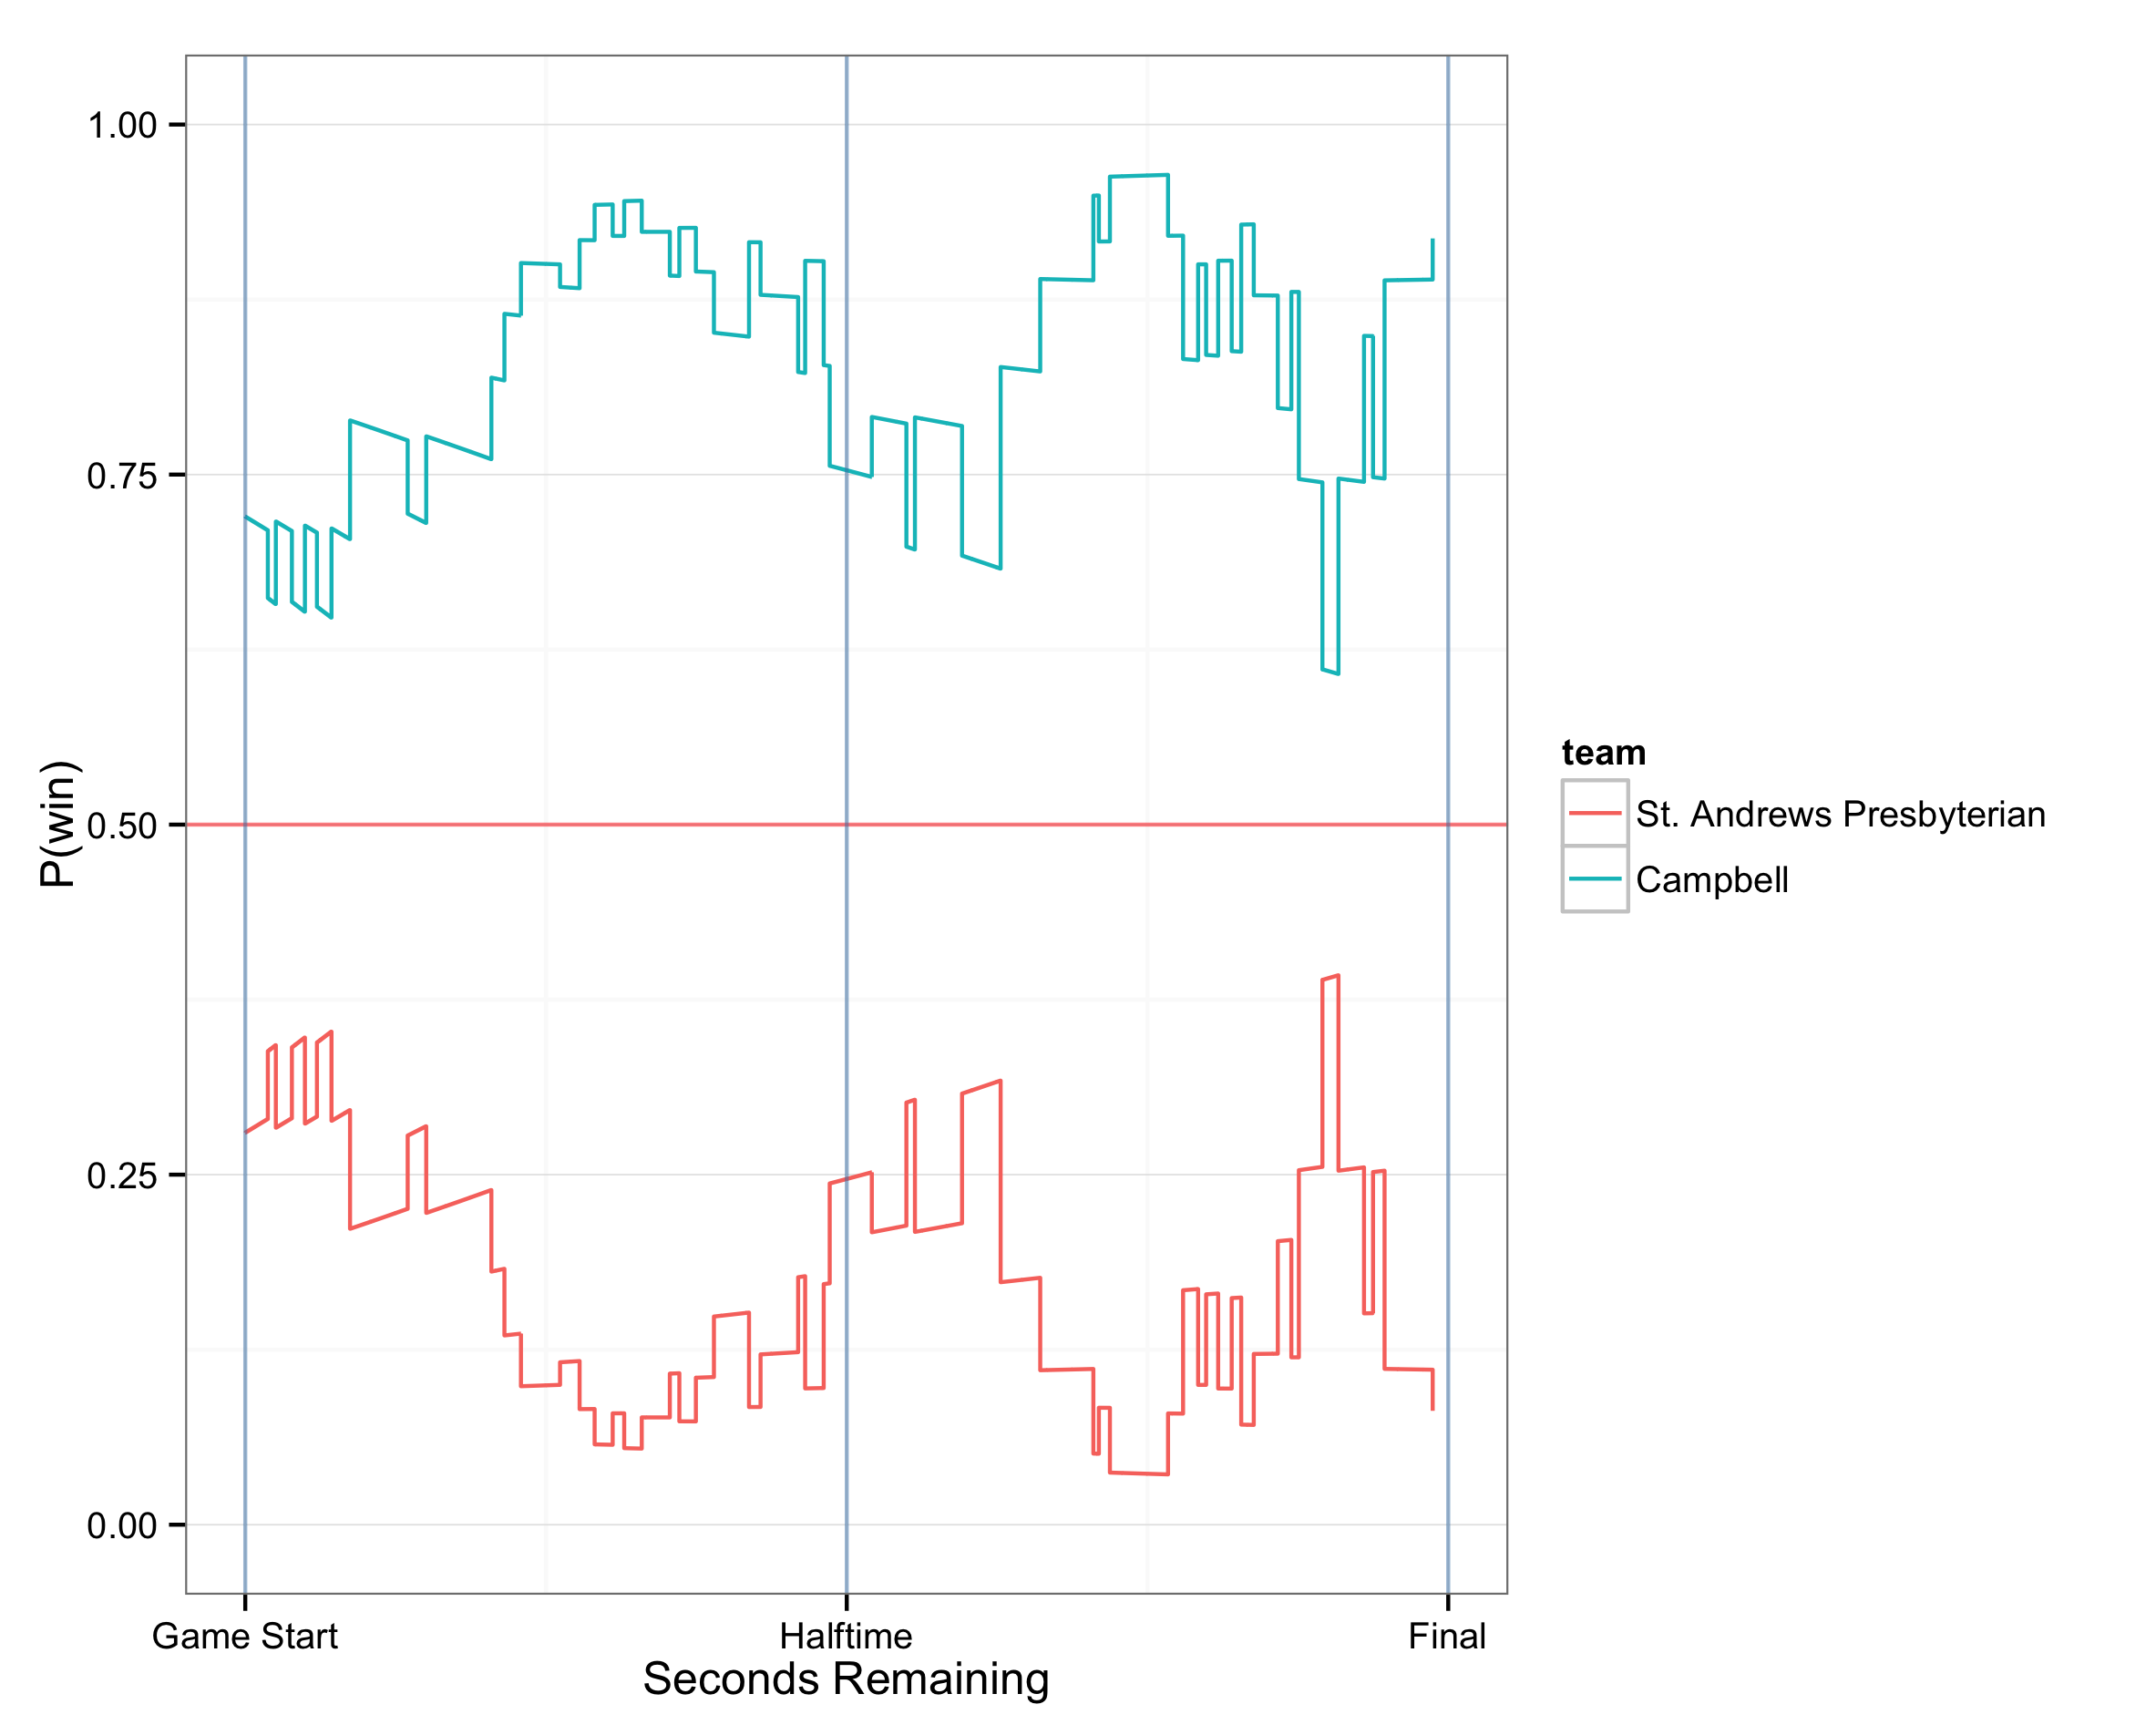 1.00
0.75
0.50
0.25
0.00
P(win)
Game Start
Halftime
Final
Seconds Remaining
team
St. Andrews Presbyterian
Campbell